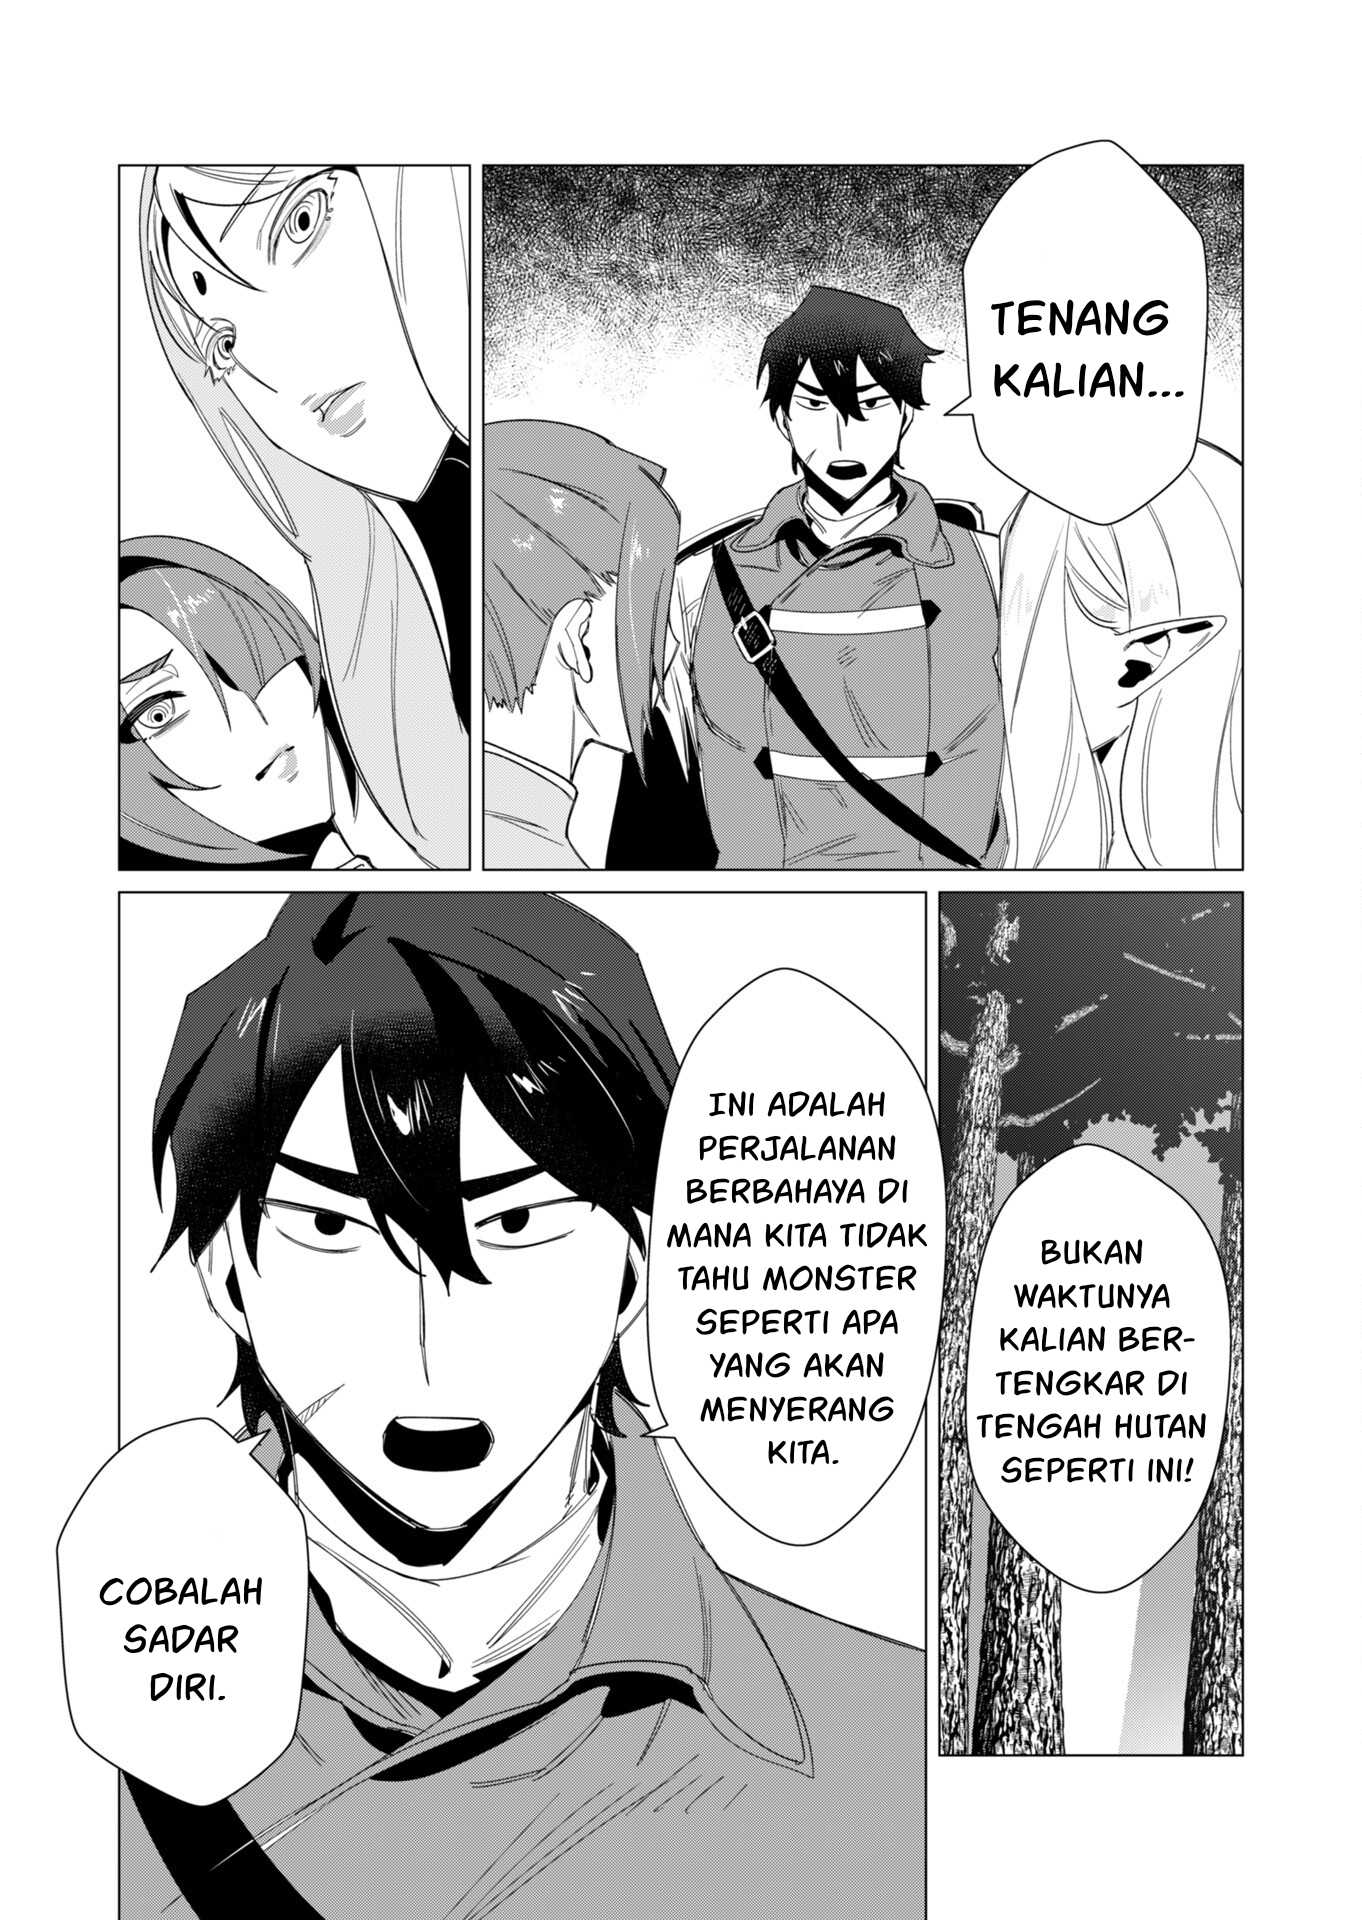 TENANG
KALIAN...
BUKAN
WAKTUNYA
KALIAN BER-
TENGKAR DI
TENGAH HUTAN
SEPERTI INI!
INI ADALAH
PERJALANAN
BERBAHAYA DI
MANA KITA TIDAK
TAHU MONSTER
SEPERTI APA
YANG AKAN
MENYERANG
KITA.
COBALAH
SADAR
DIRI.